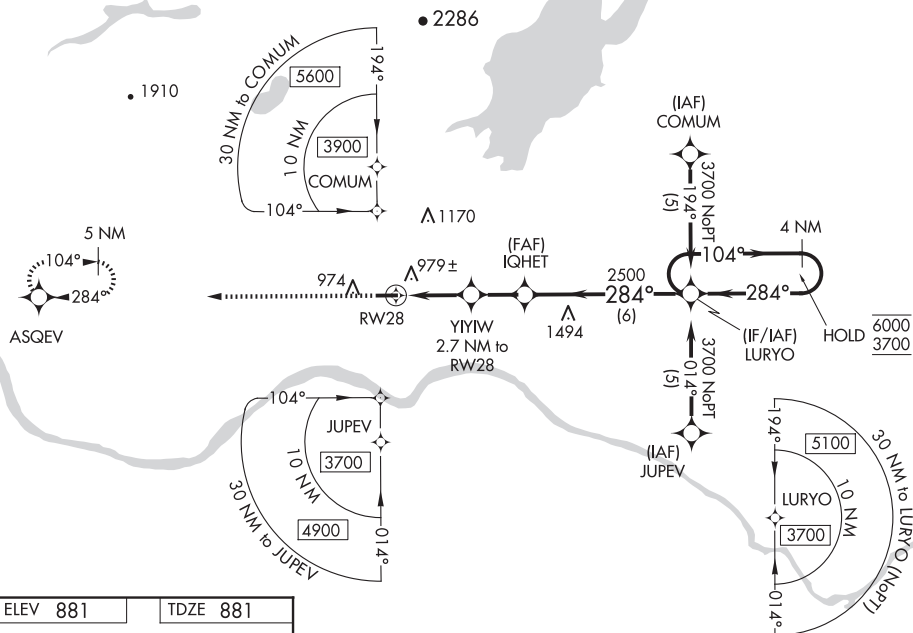 2286
1910
30 NM to COMUM
5600
194°
10 NM
3900
COMUM
104°
(IAF)
COMUM
3700 NoPT
194°
(5)
1170
5 NM
104°
284°
ASQEV
974
979±
RW28
(FAF)
IQHET
YIYIW
2.7 NM to
RW28
2500
284°
(6)
1494
104°
4 NM
284°
(IF/IAF)
LURYO
HOLD
6000
3700
3700 NoPT
014°
(5)
(IAF)
JUPEV
104°
JUPEV
10 NM
3700
30 NM to JUPEV
4900
014°
194°
5100
30 NM to LURYO (NoPT)
LURYO
10 NM
3700
014°
ELEV 881
TDZE 881